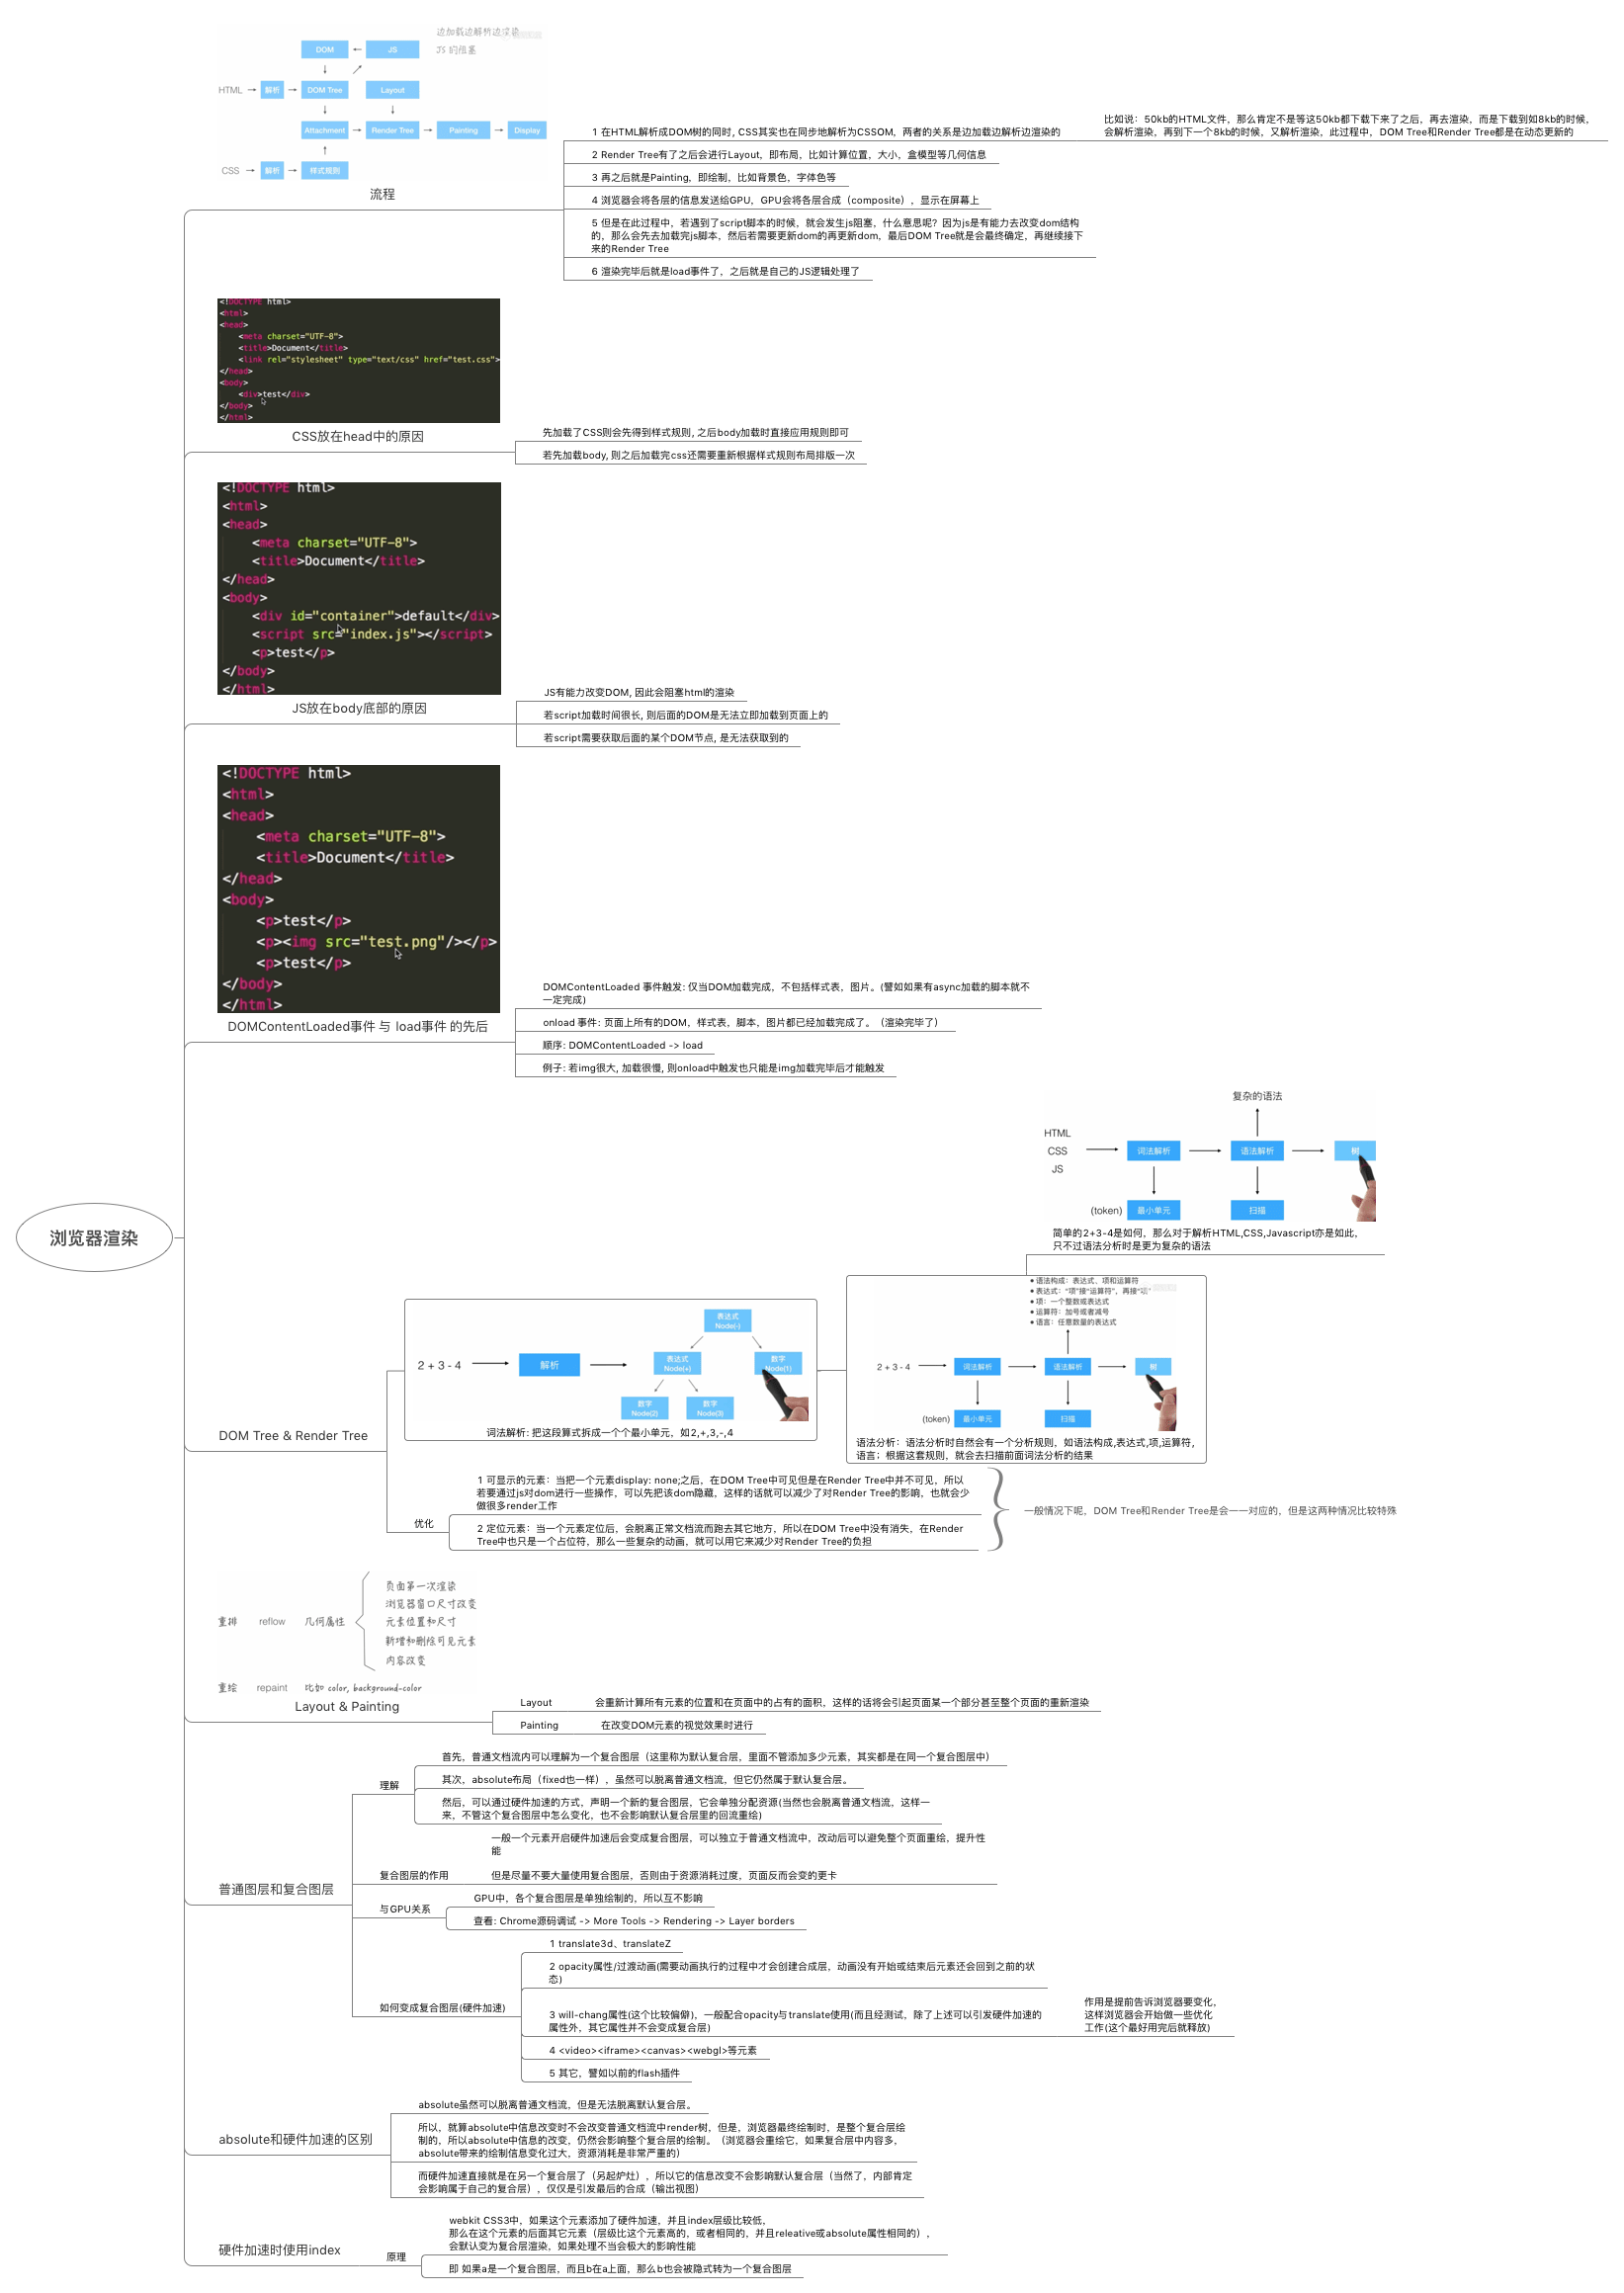 浏览器渲染
边加载边解析边渲染
DOM
JS
JS 的阻塞
HTML
解析
DOM Tree
Layout
Attachment
Render Tree
Painting
Display
CSS
解析
样式规则
流程
1 在HTML解析成DOM树的同时, CSS其实也在同步地解析为CSSOM，两者的关系是边加载边解析边渲染的
比如说：50kb的HTML文件，那么肯定不是等这50kb都下载下来了之后，再去渲染，而是下载到如8kb的时候，
会解析渲染，再到下一个8kb的时候，又解析渲染，此过程中，DOM Tree和Render Tree都是在动态更新的
2 Render Tree有了之后会进行Layout，即布局，比如计算位置，大小，盒模型等几何信息
3 再之后就是Painting，即绘制，比如背景色，字体色等
4 浏览器会将各层的信息发送给GPU，GPU会将各层合成（composite），显示在屏幕上
5 但是在此过程中，若遇到了script脚本的时候，就会发生js阻塞，什么意思呢？因为js是有能力去改变dom结构
的，那么会先去加载完js脚本，然后若需要更新dom的再更新dom，最后DOM Tree就是会最终确定，再继续接下
来的Render Tree
6 渲染完毕后就是load事件了，之后就是自己的JS逻辑处理了
<!DOCTYPE html>
<html>
<head>
<meta charset="UTF-8">
<title>Document</title>
<link rel="stylesheet" type="text/css" href="test.css">
</head>
<body>
<div>test</div>
</body>
</html>
CSS放在head中的原因
先加载了CSS则会先得到样式规则, 之后body加载时直接应用规则即可
若先加载body, 则之后加载完css还需要重新根据样式规则布局排版一次
<!DOCTYPE html>
<html>
<head>
<meta charset="UTF-8">
<title>Document</title>
</head>
<body>
<div id="container">default</div>
<script src="index.js"></script>
<p>test</p>
</body>
</html>
JS放在body底部的原因
JS有能力改变DOM, 因此会阻塞html的渲染
若script加载时间很长, 则后面的DOM是无法立即加载到页面上的
若script需要获取后面的某个DOM节点, 是无法获取到的
<!DOCTYPE html>
<html>
<head>
<meta charset="UTF-8">
<title>Document</title>
</head>
<body>
<p>test</p>
<p><img src="test.png"/></p>
<p>test</p>
</body>
</html>
DOMContentLoaded事件 与 load事件 的先后
DOMContentLoaded 事件触发: 仅当DOM加载完成，不包括样式表，图片。(譬如如果有async加载的脚本就不
一定完成)
onload 事件: 页面上所有的DOM，样式表，脚本，图片都已经加载完成了。（渲染完毕了）
顺序: DOMContentLoaded -> load
例子: 若img很大, 加载很慢, 则onload中触发也只能是img加载完毕后才能触发
DOM Tree & Render Tree
2 + 3 - 4
解析
表达式
Node(-)
表达式
Node(+)
数字
Node(1)
数字
Node(2)
数字
Node(3)
词法解析: 把这段算式拆成一个个最小单元，如2,+,3,-,4
• 语法构成：表达式、项和运算符
• 表达式：“项”接“运算符”，再接“项”
• 项：一个整数或表达式
• 运算符：加号或者减号
• 语言：任意数量的表达式
2 + 3 - 4
词法解析
语法解析
树
(token)
最小单元
扫描
语法分析：语法分析时自然会有一个分析规则，如语法构成,表达式,项,运算符,
语言；根据这套规则，就会去扫描前面词法分析的结果
复杂的语法
HTML
CSS
JS
词法解析
语法解析
树
(token)
最小单元
扫描
简单的2+3-4是如何，那么对于解析HTML,CSS,Javascript亦是如此，
只不过语法分析时是更为复杂的语法
优化
1 可显示的元素：当把一个元素display: none;之后，在DOM Tree中可见但是在Render Tree中并不可见，所以
若要通过js对dom进行一些操作，可以先把该dom隐藏，这样的话就可以减少了对Render Tree的影响，也就会少
做很多render工作
2 定位元素：当一个元素定位后，会脱离正常文档流而跑去其它地方，所以在DOM Tree中没有消失，在Render
Tree中也只是一个占位符，那么一些复杂的动画，就可以用它来减少对Render Tree的负担
一般情况下呢，DOM Tree和Render Tree是会一一对应的，但是这两种情况比较特殊
重排 reflow 几何属性
页面第一次渲染
浏览器窗口尺寸改变
元素位置和尺寸
新增和删除可见元素
内容改变
重绘 repaint 比如 color, background-color
Layout & Painting
Layout 会重新计算所有元素的位置和在页面中的占有的面积，这样的话将会引起页面某一个部分甚至整个页面的重新渲染
Painting 在改变DOM元素的视觉效果时进行
普通图层和复合图层
理解
首先，普通文档流内可以理解为一个复合图层（这里称为默认复合层，里面不管添加多少元素，其实都是在同一个复合图层中）
其次，absolute布局（fixed也一样），虽然可以脱离普通文档流，但它仍然属于默认复合层。
然后，可以通过硬件加速的方式，声明一个新的复合图层，它会单独分配资源(当然也会脱离普通文档流，这样一
来，不管这个复合图层中怎么变化，也不会影响默认复合层里的回流重绘)
复合图层的作用
一般一个元素开启硬件加速后会变成复合图层，可以独立于普通文档流中，改动后可以避免整个页面重绘，提升性
能
但是尽量不要大量使用复合图层，否则由于资源消耗过度，页面反而会变的更卡
与GPU关系
GPU中，各个复合图层是单独绘制的，所以互不影响
查看: Chrome源码调试 -> More Tools -> Rendering -> Layer borders
如何变成复合图层(硬件加速)
1 translate3d、translateZ
2 opacity属性/过渡动画(需要动画执行的过程中才会创建合成层，动画没有开始或结束后元素还会回到之前的状
态)
3 will-chang属性(这个比较偏僻)，一般配合opacity与translate使用(而且经测试，除了上述可以引发硬件加速的
属性外，其它属性并不会变成复合层)
作用是提前告诉浏览器要变化，
这样浏览器会开始做一些优化
工作(这个最好用完后就释放)
4 <video><iframe><canvas><webgl>等元素
5 其它，譬如以前的flash插件
absolute和硬件加速的区别
absolute虽然可以脱离普通文档流，但是无法脱离默认复合层。
所以，就算absolute中信息改变时不会改变普通文档流中render树，但是，浏览器最终绘制时，是整个复合层绘
制的，所以absolute中信息的改变，仍然会影响整个复合层的绘制。（浏览器会重绘它，如果复合层中内容多，
absolute带来的绘制信息变化过大，资源消耗是非常严重的）
而硬件加速直接就是在另一个复合层了（另起炉灶），所以它的信息改变不会影响默认复合层（当然了，内部肯定
会影响属于自己的复合层），仅仅是引发最后的合成（输出视图）
硬件加速时使用index
原理
webkit CSS3中，如果这个元素添加了硬件加速，并且index层级比较低，
那么在这个元素的后面其它元素（层级比这个元素高的，或者相同的，并且releative或absolute属性相同的），
会默认变为复合层渲染，如果处理不当会极大的影响性能
即 如果a是一个复合图层，而且b在a上面，那么b也会被隐式转为一个复合图层